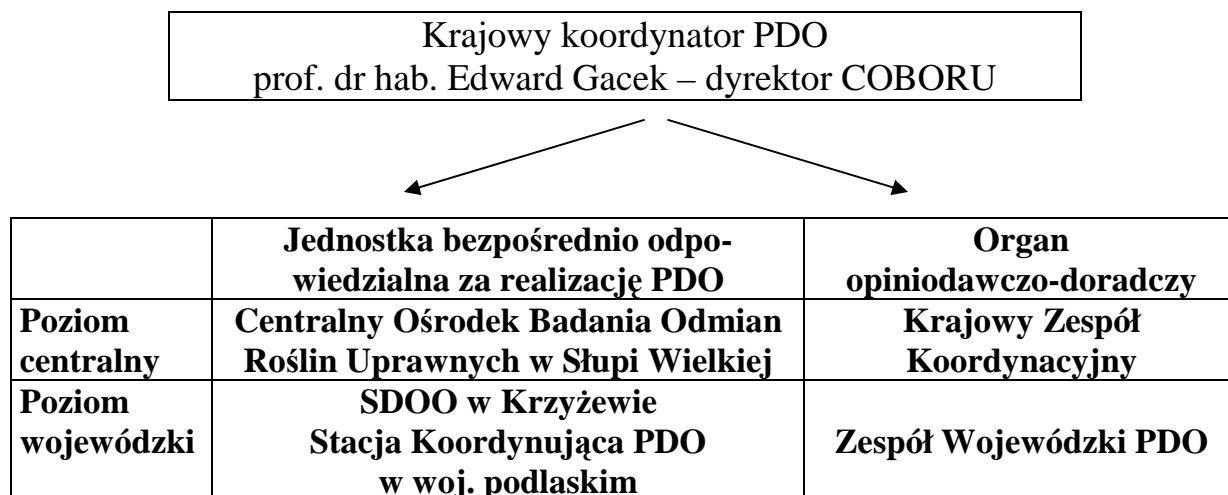 Krajowy koordynator PDO
prof. dr hab. Edward Gacek – dyrektor COBORU
Jednostka bezpośrednio odpo-
wiedzialna za realizację PDO
Organ
opiniodawczo-doradczy
Poziom
centralny
Centralny Ośrodek Badania Odmian
Roślin Uprawnych w Słupi Wielkiej
Krajowy Zespół
Koordynacyjny
Poziom
wojewódzki
SDOO w Krzyżewie
Stacja Koordynująca PDO
w woj. podlaskim
Zespół Wojewódzki PDO